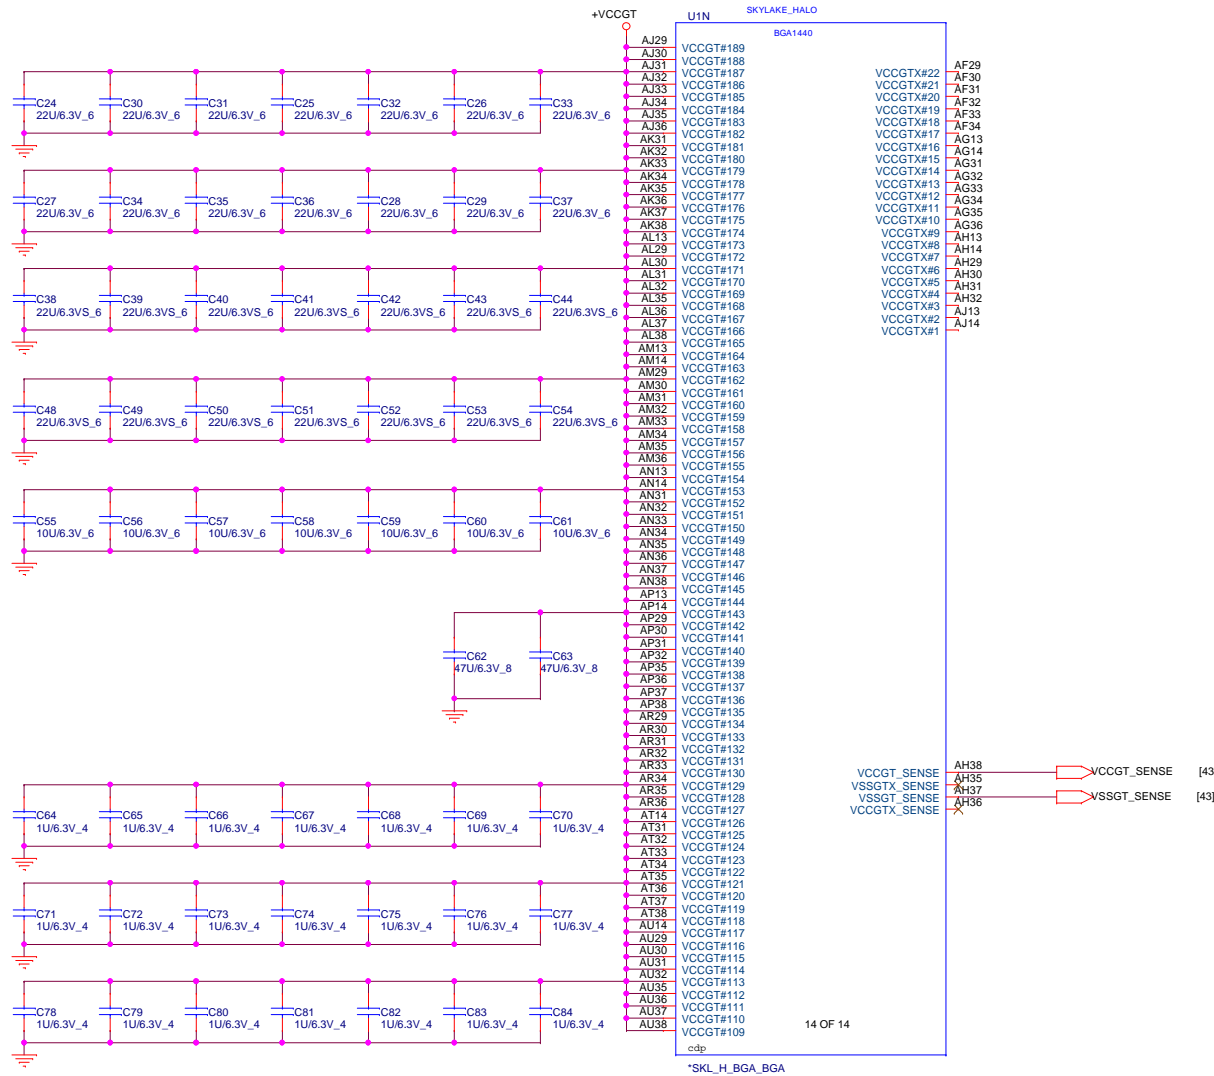 +VCCGT
U1N
SKYLAKE_HALO
BGA1440
C24 C30 C31 C25 C32 C26 C33
22U/6.3V_6 22U/6.3V_6 22U/6.3V_6 22U/6.3V_6 22U/6.3V_6 22U/6.3V_6 22U/6.3V_6
C27 C34 C35 C36 C28 C29 C37
22U/6.3V_6 22U/6.3V_6 22U/6.3V_6 22U/6.3V_6 22U/6.3V_6 22U/6.3V_6 22U/6.3V_6
C38 C39 C40 C41 C42 C43 C44
22U/6.3VS_6 22U/6.3VS_6 22U/6.3VS_6 22U/6.3VS_6 22U/6.3VS_6 22U/6.3VS_6 22U/6.3VS_6
C48 C49 C50 C51 C52 C53 C54
22U/6.3VS_6 22U/6.3VS_6 22U/6.3VS_6 22U/6.3VS_6 22U/6.3VS_6 22U/6.3VS_6 22U/6.3VS_6
C55 C56 C57 C58 C59 C60 C61
10U/6.3V_6 10U/6.3V_6 10U/6.3V_6 10U/6.3V_6 10U/6.3V_6 10U/6.3V_6 10U/6.3V_6
C62 C63
47U/6.3V_8 47U/6.3V_8
C64 C65 C66 C67 C68 C69 C70
1U/6.3V_4 1U/6.3V_4 1U/6.3V_4 1U/6.3V_4 1U/6.3V_4 1U/6.3V_4 1U/6.3V_4
C71 C72 C73 C74 C75 C76 C77
1U/6.3V_4 1U/6.3V_4 1U/6.3V_4 1U/6.3V_4 1U/6.3V_4 1U/6.3V_4 1U/6.3V_4
C78 C79 C80 C81 C82 C83 C84
1U/6.3V_4 1U/6.3V_4 1U/6.3V_4 1U/6.3V_4 1U/6.3V_4 1U/6.3V_4 1U/6.3V_4
AJ29 VCCGT#189
AJ30 VCCGT#188
AJ31 VCCGT#187
AJ32 VCCGT#186
AJ33 VCCGT#185
AJ34 VCCGT#184
AJ35 VCCGT#183
AJ36 VCCGT#182
AK31 VCCGT#181
AK32 VCCGT#180
AK33 VCCGT#179
AK34 VCCGT#178
AK35 VCCGT#177
AK36 VCCGT#176
AK37 VCCGT#175
AK38 VCCGT#174
AL13 VCCGT#173
AL29 VCCGT#172
AL30 VCCGT#171
AL31 VCCGT#170
AL32 VCCGT#169
AL35 VCCGT#168
AL36 VCCGT#167
AL37 VCCGT#166
AL38 VCCGT#165
AM13 VCCGT#164
AM14 VCCGT#163
AM29 VCCGT#162
AM30 VCCGT#161
AM31 VCCGT#160
AM32 VCCGT#159
AM33 VCCGT#158
AM34 VCCGT#157
AM35 VCCGT#156
AM36 VCCGT#155
AN13 VCCGT#154
AN14 VCCGT#153
AN31 VCCGT#152
AN32 VCCGT#151
AN33 VCCGT#150
AN34 VCCGT#149
AN35 VCCGT#148
AN36 VCCGT#147
AN37 VCCGT#146
AN38 VCCGT#145
AP13 VCCGT#144
AP14 VCCGT#143
AP29 VCCGT#142
AP30 VCCGT#141
AP31 VCCGT#140
AP32 VCCGT#139
AP35 VCCGT#138
AP36 VCCGT#137
AP37 VCCGT#136
AP38 VCCGT#135
AR29 VCCGT#134
AR30 VCCGT#133
AR31 VCCGT#132
AR32 VCCGT#131
AR33 VCCGT#130
AR34 VCCGT#129
AR35 VCCGT#128
AR36 VCCGT#127
AT14 VCCGT#126
AT31 VCCGT#125
AT32 VCCGT#124
AT33 VCCGT#123
AT34 VCCGT#122
AT35 VCCGT#121
AT36 VCCGT#120
AT37 VCCGT#119
AT38 VCCGT#118
AU14 VCCGT#117
AU29 VCCGT#116
AU30 VCCGT#115
AU31 VCCGT#114
AU32 VCCGT#113
AU35 VCCGT#112
AU36 VCCGT#111
AU37 VCCGT#110
AU38 VCCGT#109
VCCGTX#22 AF29
VCCGTX#21 AF30
VCCGTX#20 AF31
VCCGTX#19 AF32
VCCGTX#18 AF33
VCCGTX#17 AF34
VCCGTX#16 AG13
VCCGTX#15 AG14
VCCGTX#14 AG31
VCCGTX#13 AG32
VCCGTX#12 AG33
VCCGTX#11 AG34
VCCGTX#10 AG35
VCCGTX#9 AG36
VCCGTX#8 AH13
VCCGTX#7 AH14
VCCGTX#6 AH29
VCCGTX#5 AH30
VCCGTX#4 AH31
VCCGTX#3 AH32
VCCGTX#2 AJ13
VCCGTX#1 AJ14
VCCGT_SENSE AH38 VCCGT_SENSE [43
VSSGTX_SENSE AH35
VSSGT_SENSE AH37 VSSGT_SENSE [43]
VCCGTX_SENSE AH36
14 OF 14
cdp
*SKL_H_BGA_BGA